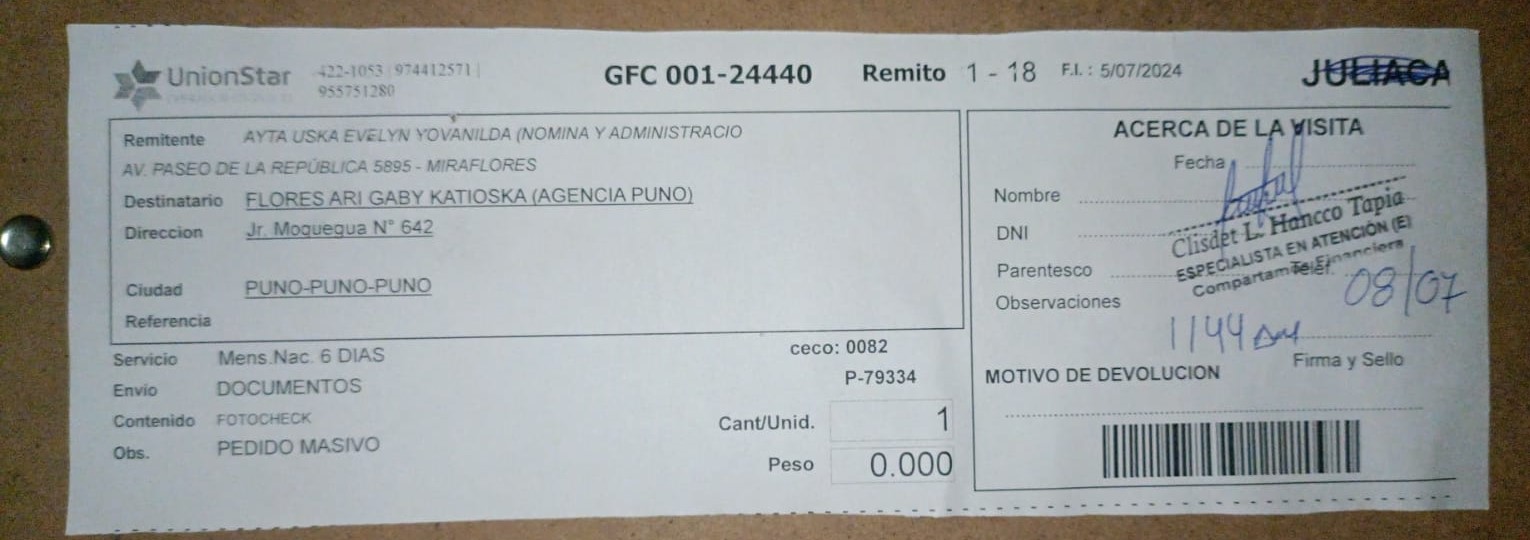 UnionStar 422-1053 974412571
955751280
GFC 001-24440 Remito 1 - 18 F.I. : 5/07/2024 JULIACA
Remitente AYTA USKA EVELYN YOVANILDA (NOMINA Y ADMINISTRACIO
AV. PASEO DE LA REPÚBLICA 5895 - MIRAFLORES
Destinatario FLORES ARI GABY KATIOSKA (AGENCIA PUNO)
Direccion Jr. Moquegua N° 642
Ciudad PUNO-PUNO-PUNO
Referencia
Servicio Mens.Nac. 6 DIAS
Envio DOCUMENTOS
Contenido FOTOCHECK
Obs. PEDIDO MASIVO
ceco: 0082
P-79334
Cant/Unid. 1
Peso 0.000
ACERCA DE LA VISITA
Fecha
Nombre
DNI
Parentesco
Observaciones
Clisdet L. Hancco Tapia
ESPECIALISTA EN ATENCIÓN (E)
Compartamos Financiera
Telef.
08/07
1144
Firma y Sello
MOTIVO DE DEVOLUCION